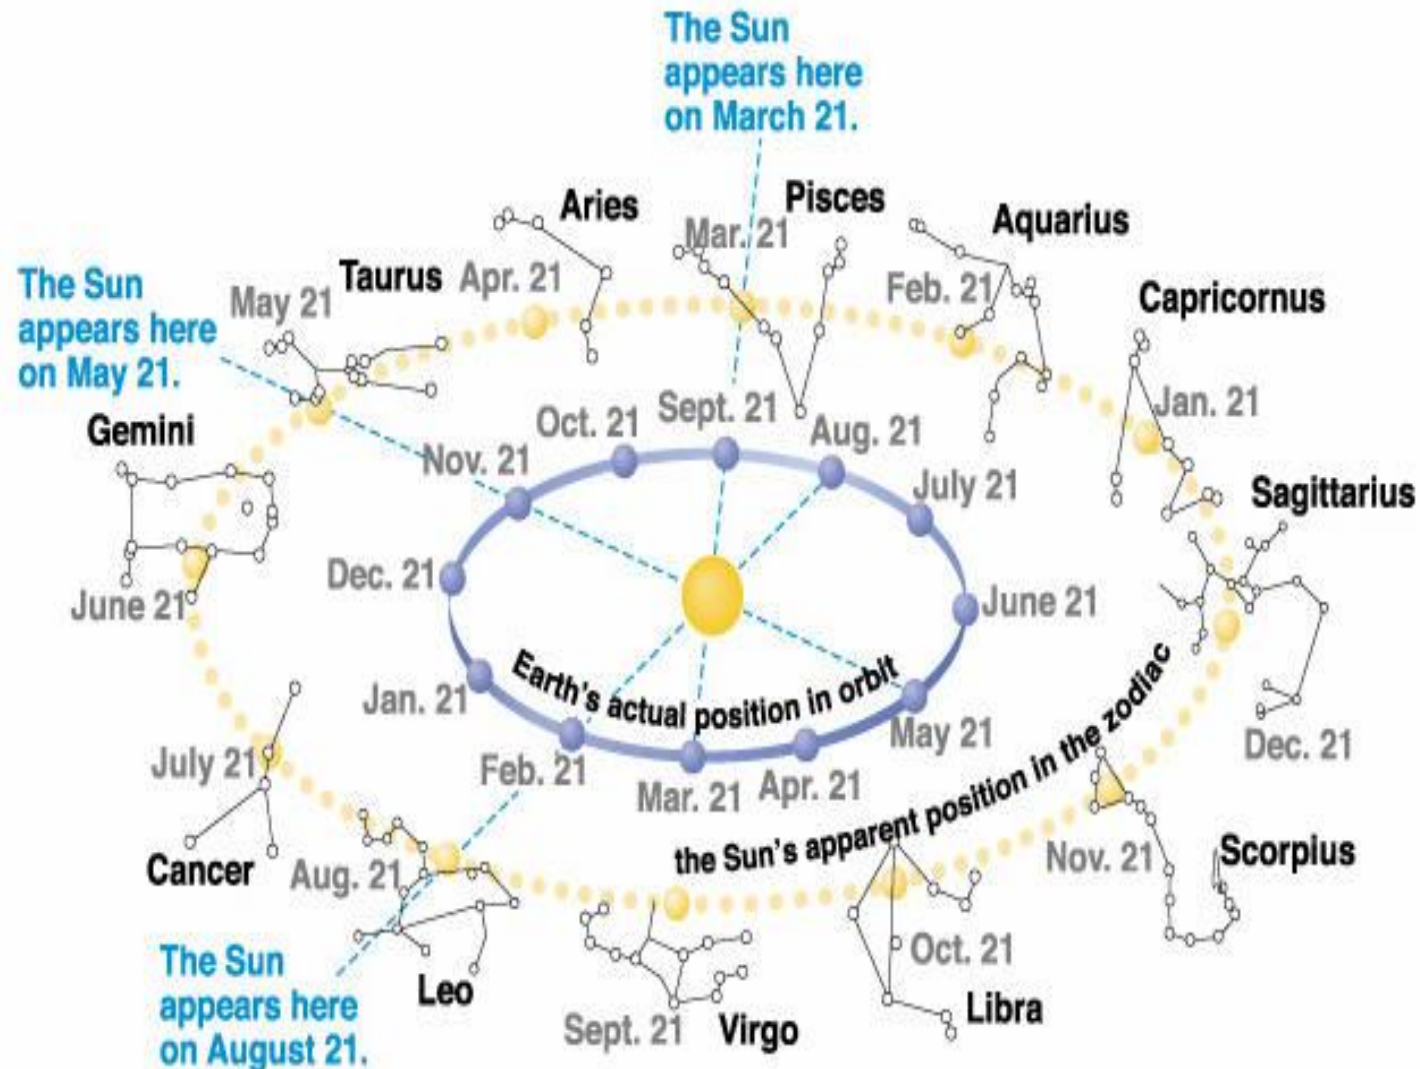 The Sun
appears here
on March 21.
Aries
Pisces
Mar. 21
Aquarius
Taurus
Apr. 21
Feb. 21
Capricornus
The Sun
appears here
on May 21.
May 21
Gemini
Jan. 21
Oct. 21
Sept. 21
Aug. 21
Nov. 21
July 21
Sagittarius
Dec. 21
June 21
June 21
Earth's actual position in orbit
Jan. 21
May 21
Dec. 21
Feb. 21
Mar. 21
Apr. 21
the Sun's apparent position in the zodiac
July 21
Cancer
Aug. 21
Nov. 21
Scorpius
The Sun
appears here
on August 21.
Leo
Sept. 21
Virgo
Oct. 21
Libra